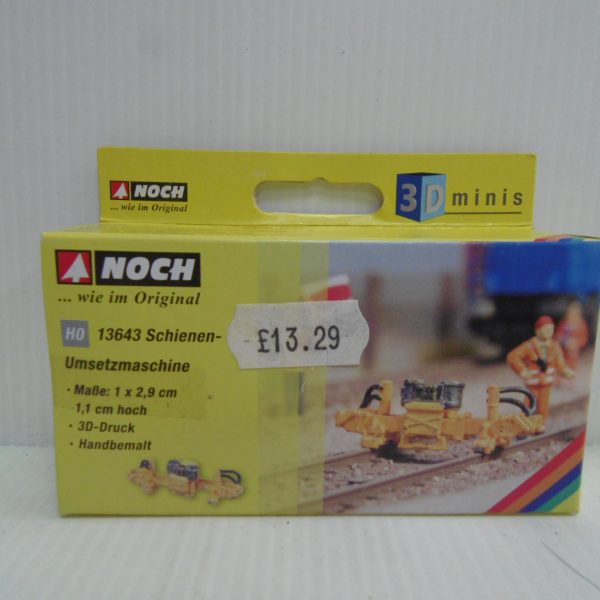 NOCH
... wie im Original
3D minis
NOCH
... wie im Original
H0 13643 Schienen-
Umsetzmaschine
• Maße: 1 x 2,9 cm
1,1 cm hoch
• 3D-Druck
• Handbemalt
£13.29